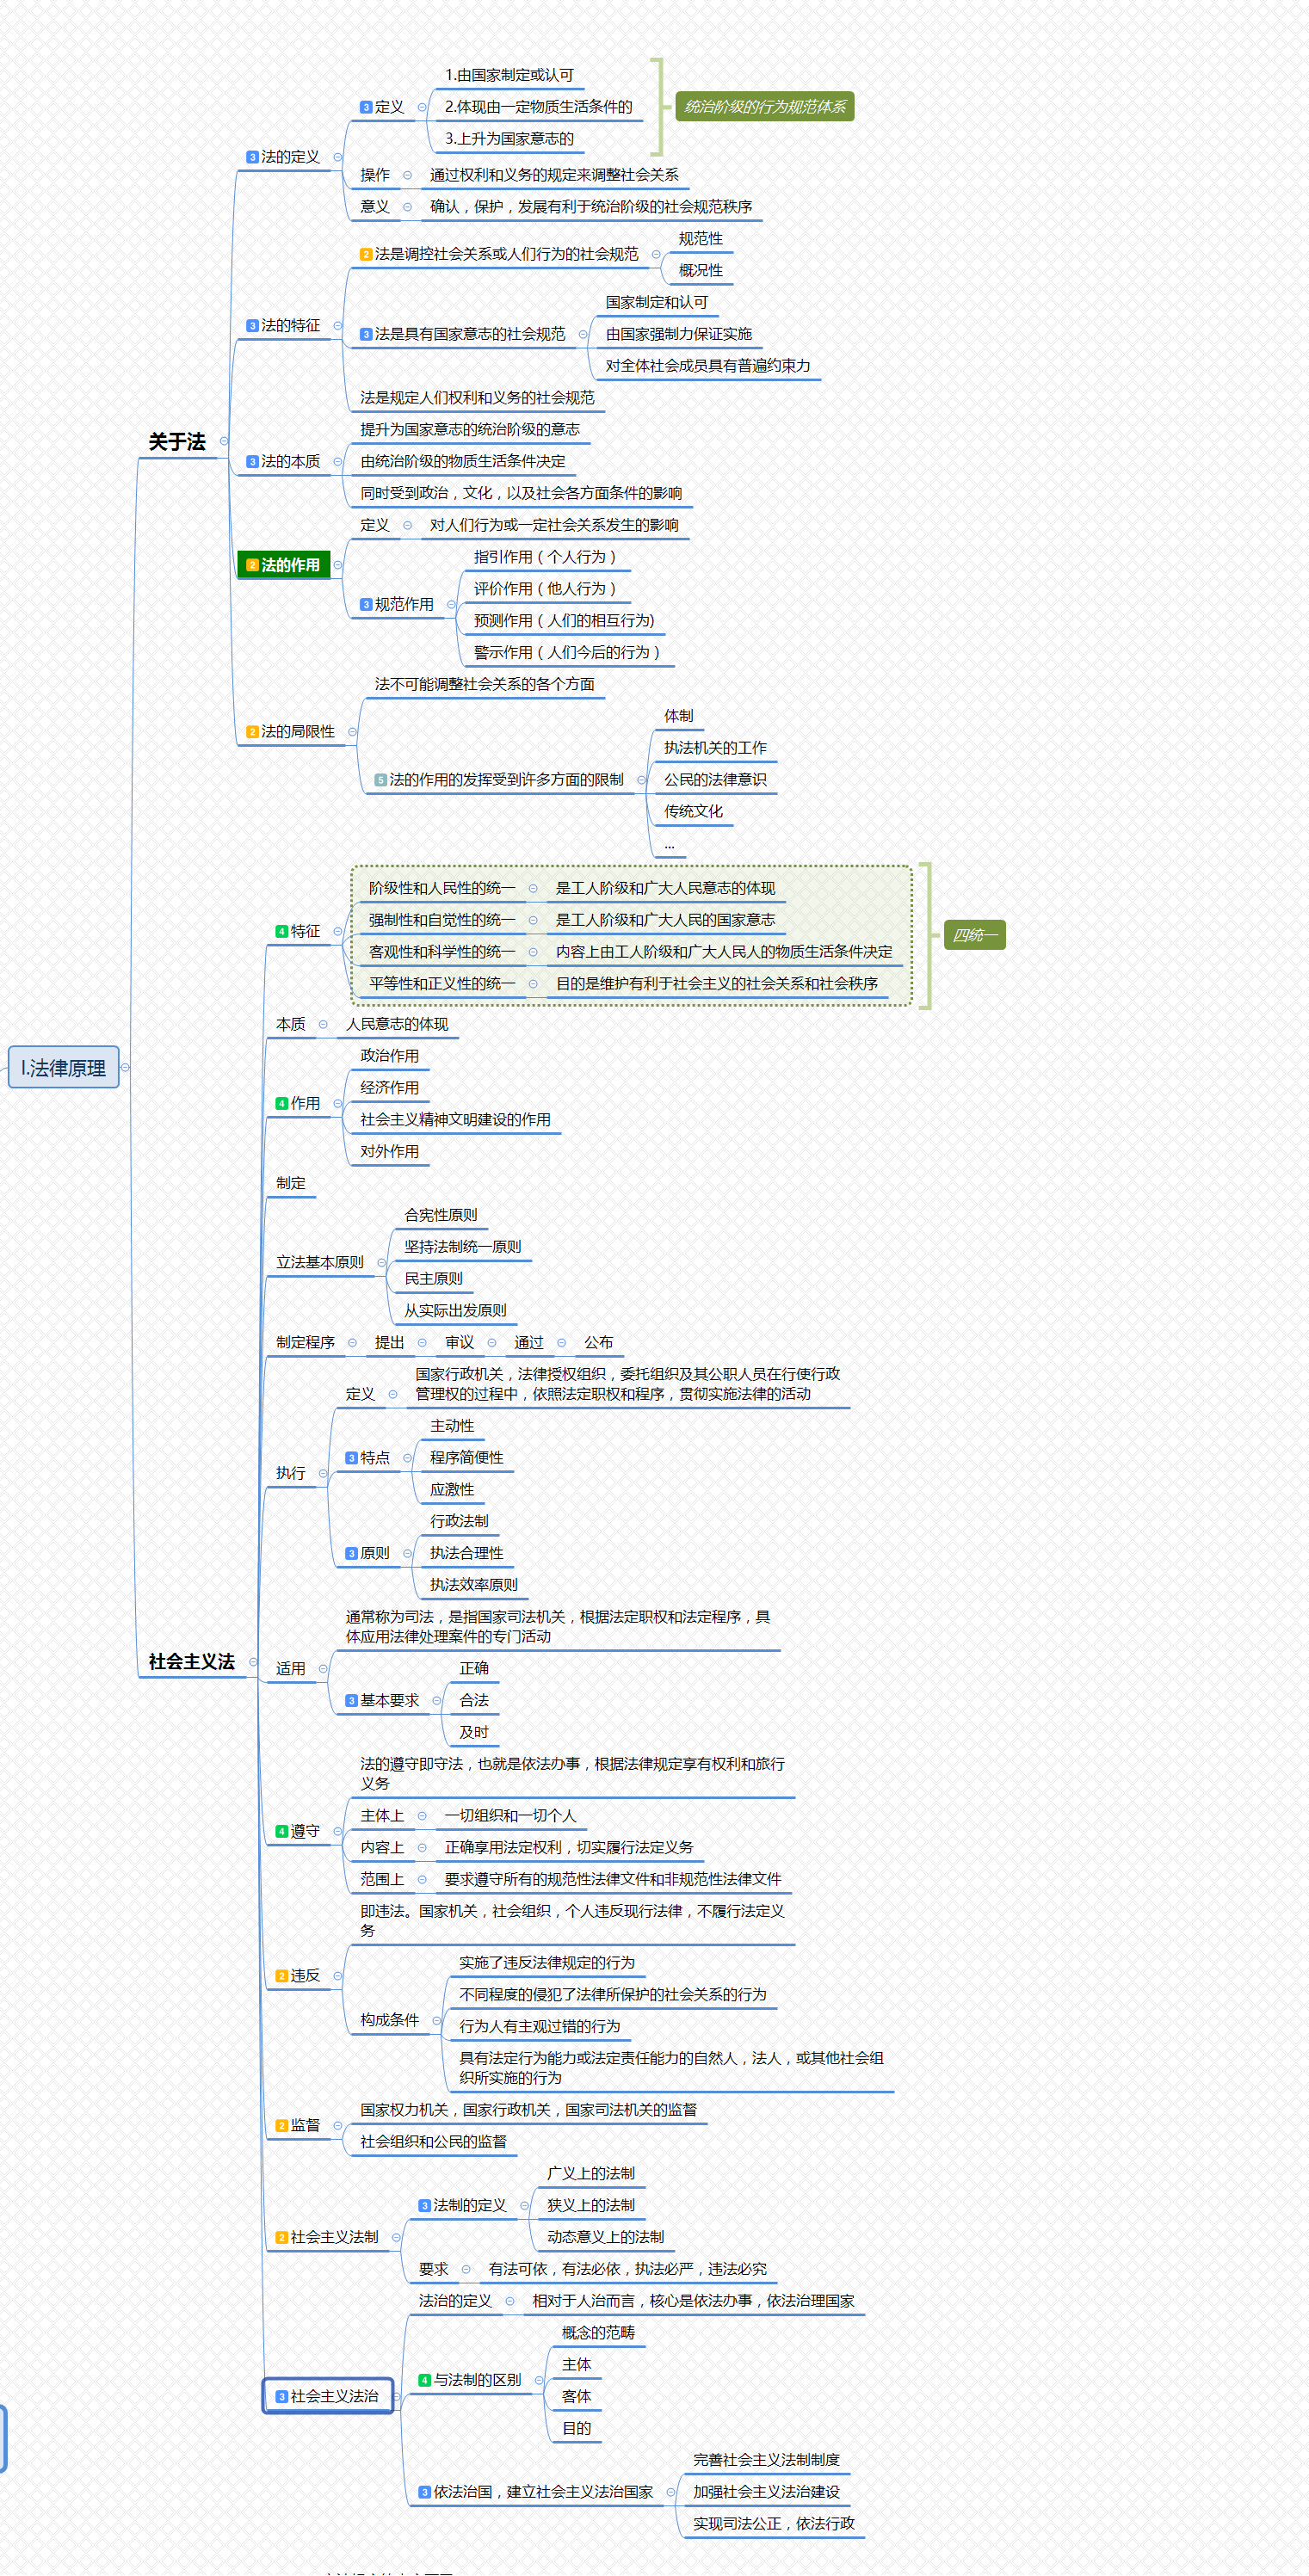 1.由国家制定或认可
3 定义
2.体现由一定物质生活条件的
统治阶级的行为规范体系
3.上升为国家意志的
3 法的定义
操作
通过权利和义务的规定来调整社会关系
意义
确认，保护，发展有利于统治阶级的社会规范秩序
2 法是调控社会关系或人们行为的社会规范
规范性
概况性
3 法的特征
3 法是具有国家意志的社会规范
国家制定和认可
由国家强制力保证实施
对全体社会成员具有普遍约束力
法是规定人们权利和义务的社会规范
关于法
3 法的本质
提升为国家意志的统治阶级的意志
由统治阶级的物质生活条件决定
同时受到政治，文化，以及社会各方面条件的影响
2 法的作用
定义
对人们行为或一定社会关系发生的影响
3 规范作用
指引作用（个人行为）
评价作用（他人行为）
预测作用（人们的相互行为)
警示作用（人们今后的行为）
2 法的局限性
法不可能调整社会关系的各个方面
5 法的作用的发挥受到许多方面的限制
体制
执法机关的工作
公民的法律意识
传统文化
...
4 特征
阶级性和人民性的统一
是工人阶级和广大人民意志的体现
强制性和自觉性的统一
是工人阶级和广大人民的国家意志
客观性和科学性的统一
内容上由工人阶级和广大人民人的物质生活条件决定
平等性和正义性的统一
目的是维护有利于社会主义的社会关系和社会秩序
四统一
I.法律原理
本质
人民意志的体现
4 作用
政治作用
经济作用
社会主义精神文明建设的作用
对外作用
制定
立法基本原则
合宪性原则
坚持法制统一原则
民主原则
从实际出发原则
制定程序
提出
审议
通过
公布
执行
定义
国家行政机关，法律授权组织，委托组织及其公职人员在行使行政
管理权的过程中，依照法定职权和程序，贯彻实施法律的活动
3 特点
主动性
程序简便性
应激性
3 原则
行政法制
执法合理性
执法效率原则
社会主义法
适用
通常称为司法，是指国家司法机关，根据法定职权和法定程序，具
体应用法律处理案件的专门活动
3 基本要求
正确
合法
及时
4 遵守
法的遵守即守法，也就是依法办事，根据法律规定享有权利和旅行
义务
主体上
一切组织和一切个人
内容上
正确享用法定权利，切实履行法定义务
范围上
要求遵守所有的规范性法律文件和非规范性法律文件
2 违反
即违法。国家机关，社会组织，个人违反现行法律，不履行法定义
务
构成条件
实施了违反法律规定的行为
不同程度的侵犯了法律所保护的社会关系的行为
行为人有主观过错的行为
具有法定行为能力或法定责任能力的自然人，法人，或其他社会组
织所实施的行为
2 监督
国家权力机关，国家行政机关，国家司法机关的监督
社会组织和公民的监督
2 社会主义法制
3 法制的定义
广义上的法制
狭义上的法制
动态意义上的法制
要求
有法可依，有法必依，执法必严，违法必究
3 社会主义法治
法治的定义
相对于人治而言，核心是依法办事，依法治理国家
4 与法制的区别
概念的范畴
主体
客体
目的
3 依法治国，建立社会主义法治国家
完善社会主义法制制度
加强社会主义法治建设
实现司法公正，依法行政